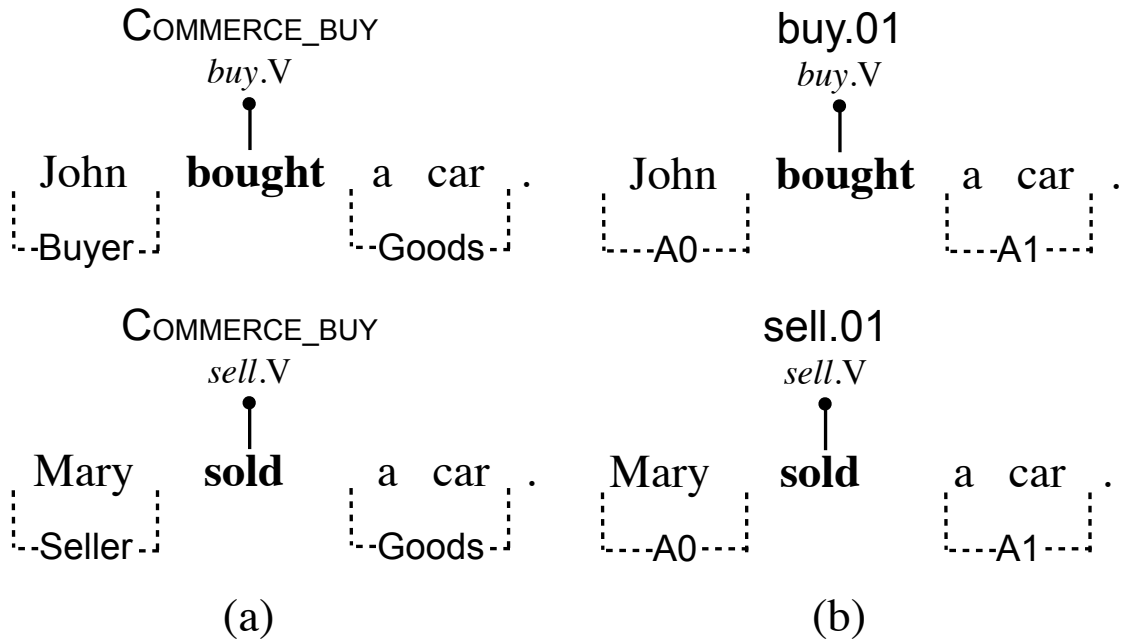 COMMERCE_BUY
buy.V
John bought a car .
Buyer Goods
COMMERCE_BUY
sell.V
Mary sold a car .
Seller Goods
(a)
buy.01
buy.V
John bought a car .
A0 A1
sell.01
sell.V
Mary sold a car .
A0 A1
(b)